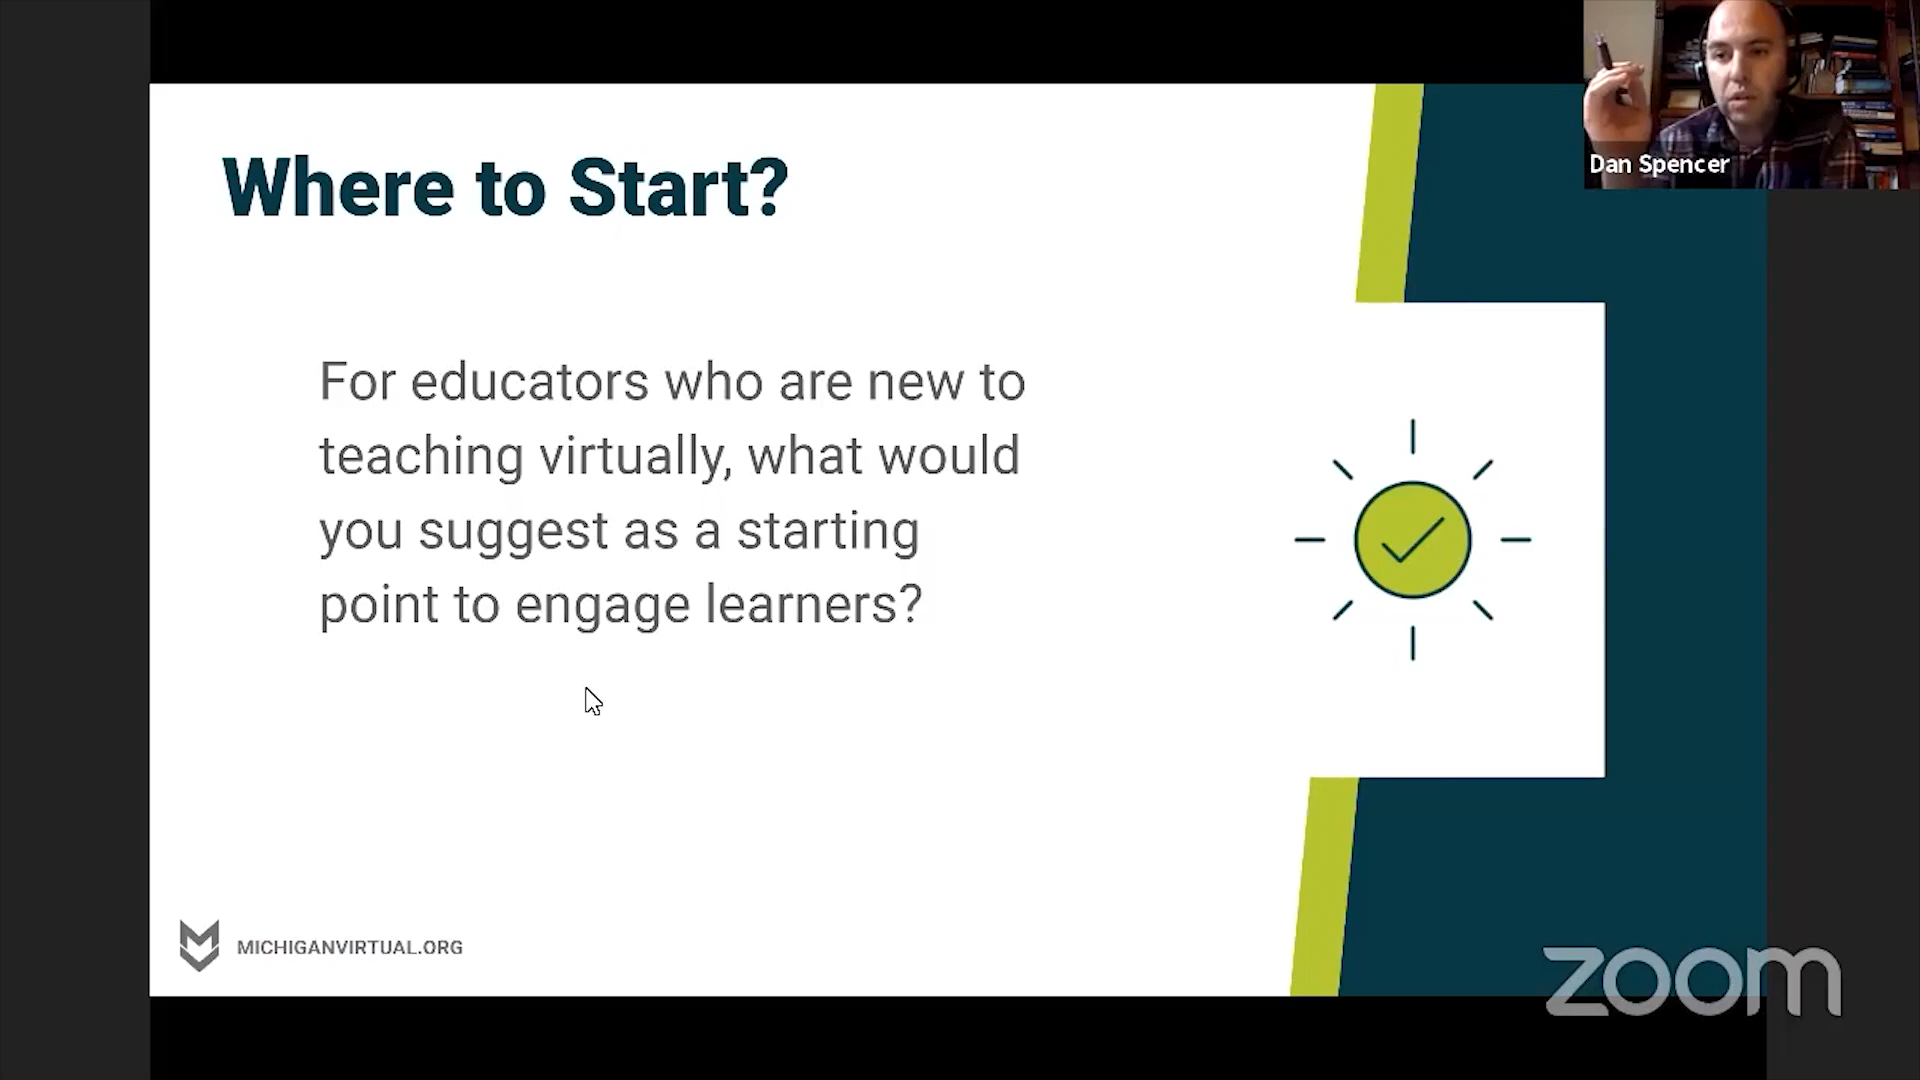 Where to Start?
Dan Spencer
For educators who are new to
teaching virtually, what would
you suggest as a starting
point to engage learners?
MICHIGANVIRTUAL.ORG
zoom